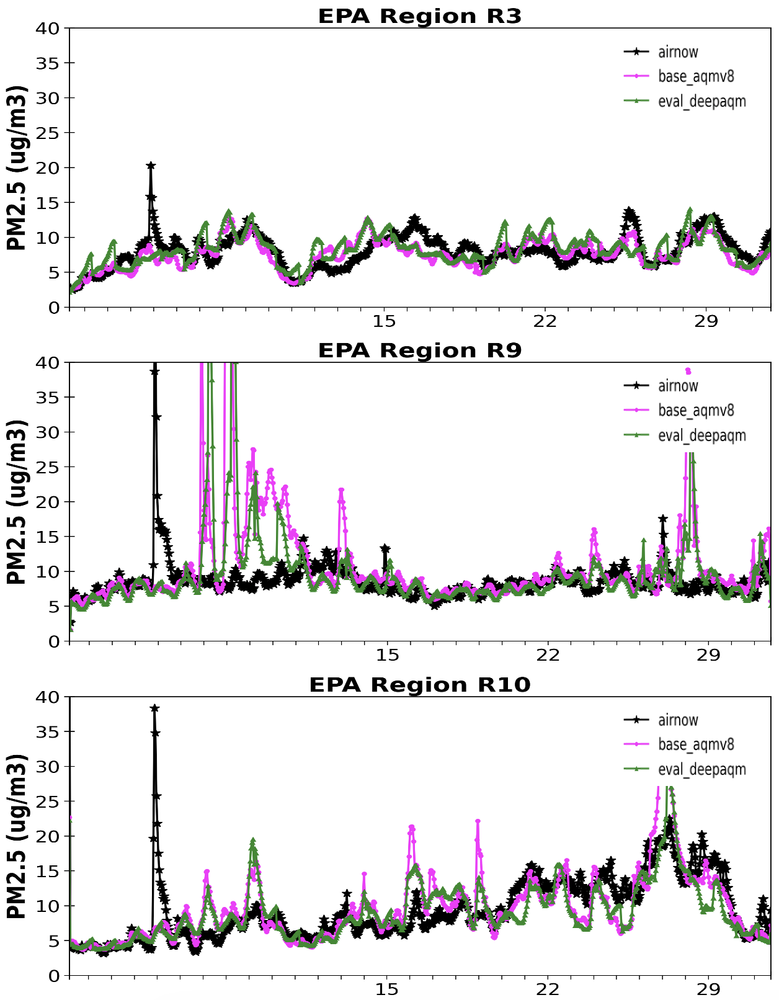 EPA Region R3
PM2.5 (ug/m3)
40
35
30
25
20
15
10
5
0
airnow
base_aqmv8
eval_deepaqm
15 22 29
EPA Region R9
PM2.5 (ug/m3)
40
35
30
25
20
15
10
5
0
airnow
base_aqmv8
eval_deepaqm
15 22 29
EPA Region R10
PM2.5 (ug/m3)
40
35
30
25
20
15
10
5
0
airnow
base_aqmv8
eval_deepaqm
15 22 29